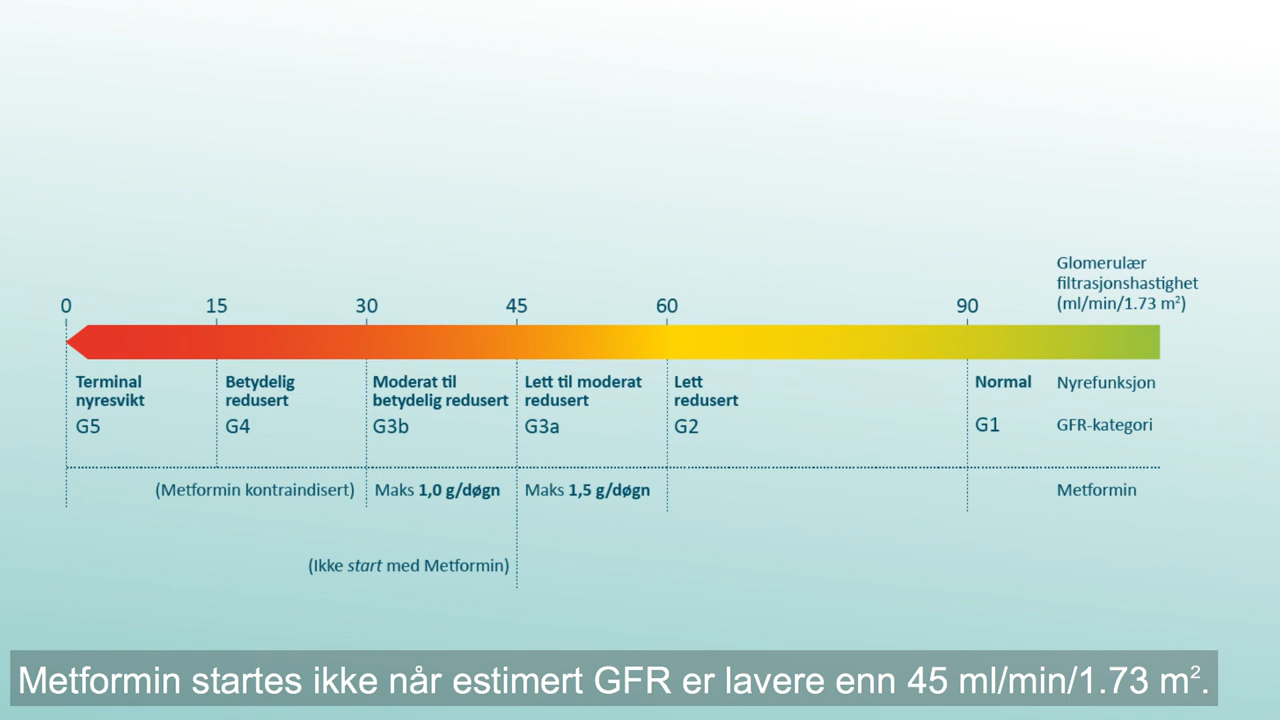 Glomerulær
filtrasjonshastighet
(ml/min/1.73 m²)
0 15 30 45 60 90
Terminal
nyresvikt
G5
Betydelig
redusert
G4
Moderat til
betydelig redusert
G3b
Lett til moderat
redusert
G3a
Lett
redusert
G2
Normal
G1
Nyrefunksjon
GFR-kategori
(Metformin kontraindisert)
Maks 1,0 g/døgn
Maks 1,5 g/døgn
Metformin
(Ikke start med Metformin)
Metformin startes ikke når estimert GFR er lavere enn 45 ml/min/1.73 m².